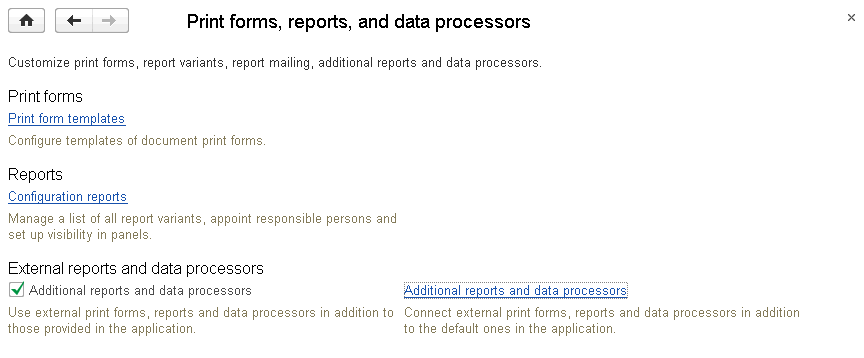 Print forms, reports, and data processors
Customize print forms, report variants, report mailing, additional reports and data processors.
Print forms
Print form templates
Configure templates of document print forms.
Reports
Configuration reports
Manage a list of all report variants, appoint responsible persons and
set up visibility in panels.
External reports and data processors
Additional reports and data processors
Use external print forms, reports and data processors in addition to
those provided in the application.
Additional reports and data processors
Connect external print forms, reports and data processors in addition
to the default ones in the application.